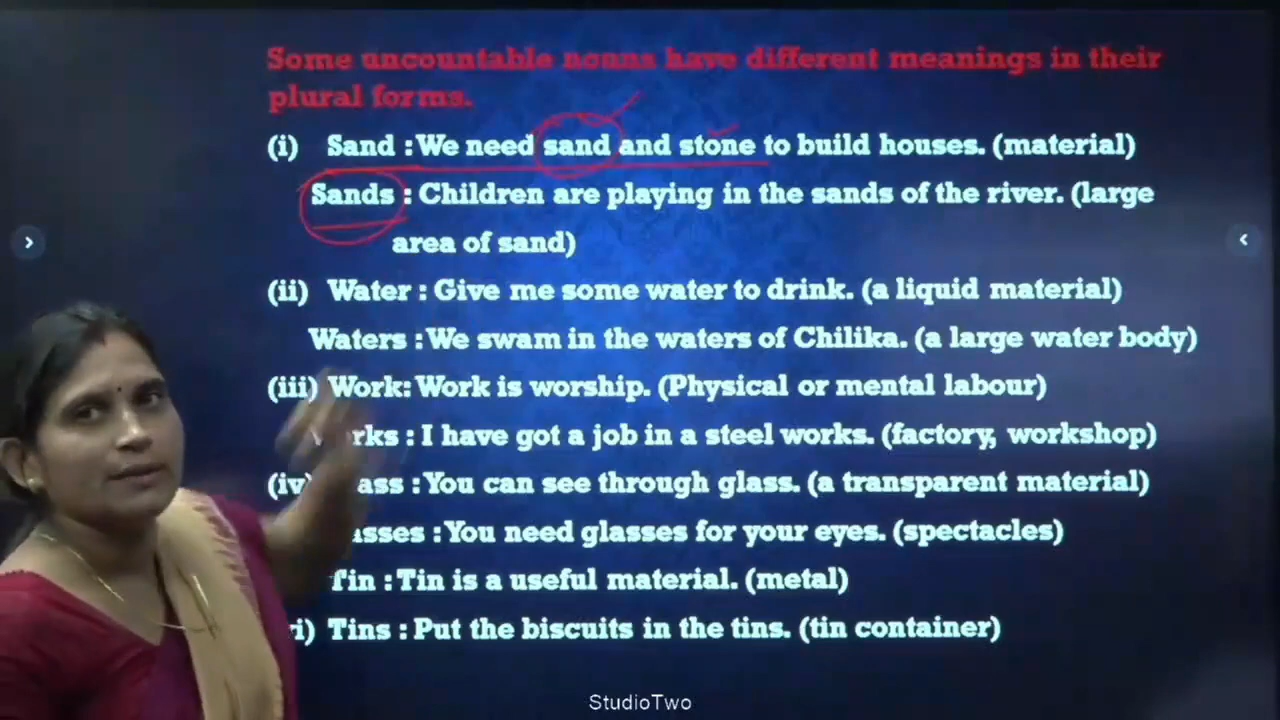 Some uncountable nouns have different meanings in their
plural forms.
(i) Sand : We need sand and stone to build houses. (material)
Sands : Children are playing in the sands of the river. (large
area of sand)
(ii) Water : Give me some water to drink. (a liquid material)
Waters : We swam in the waters of Chilika. (a large water body)
(iii) Work: Work is worship. (Physical or mental labour)
rks : I have got a job in a steel works. (factory, workshop)
(iv) ass : You can see through glass. (a transparent material)
asses : You need glasses for your eyes. (spectacles)
Tin : Tin is a useful material. (metal)
i) Tins : Put the biscuits in the tins. (tin container)
StudioTwo